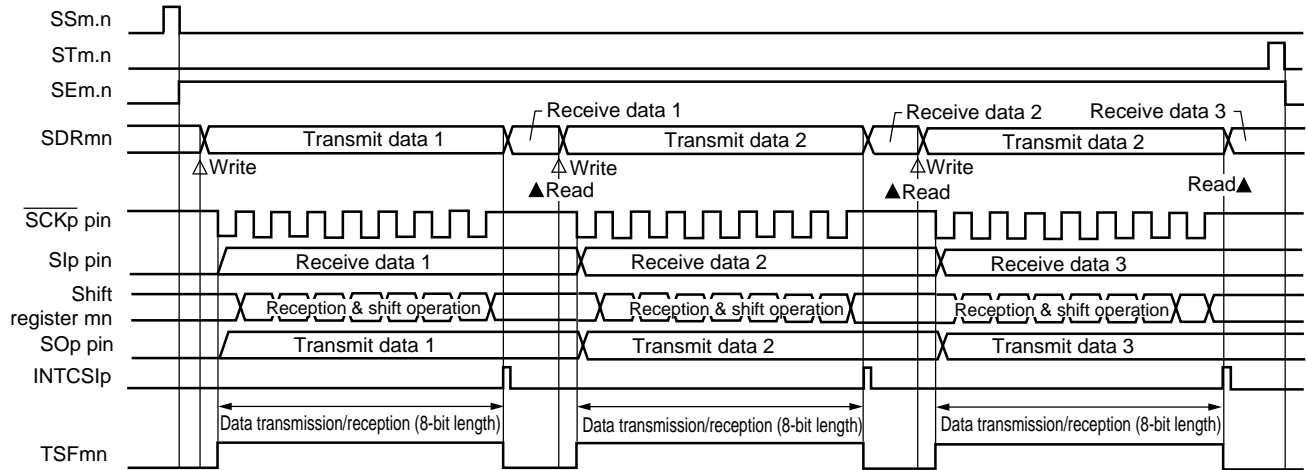 SSm.n
STm.n
SEm.n
Receive data 1
Receive data 2
Receive data 3
SDRmn
Transmit data 1
Transmit data 2
Transmit data 2
Write
Write
Write
Read
Read
Read
SCKp pin
SIp pin
Receive data 1
Receive data 2
Receive data 3
Shift
register mn
Reception & shift operation
Reception & shift operation
Reception & shift operation
SOp pin
Transmit data 1
Transmit data 2
Transmit data 3
INTCSIp
Data transmission/reception (8-bit length)
Data transmission/reception (8-bit length)
Data transmission/reception (8-bit length)
TSFmn